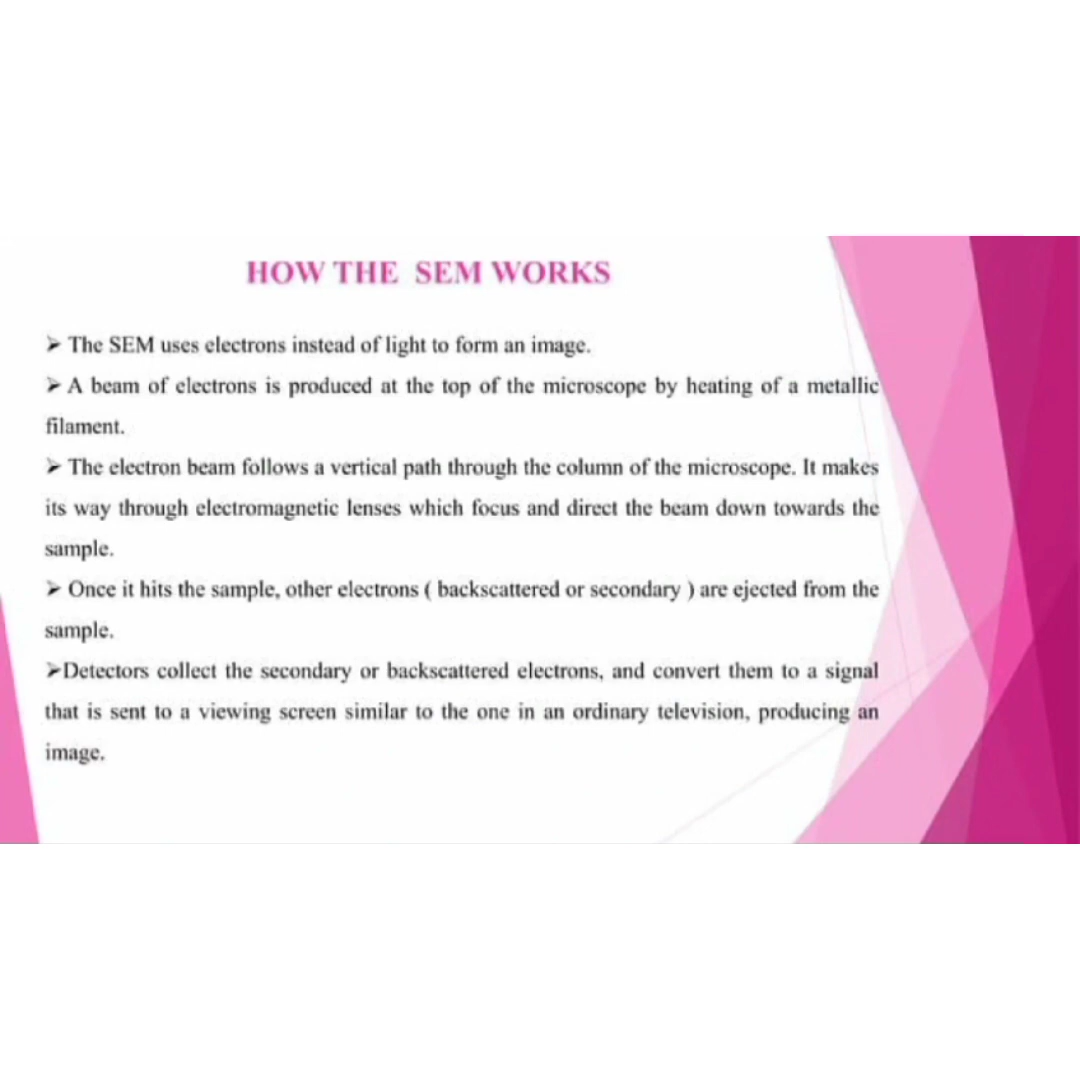 HOW THE SEM WORKS
➢ The SEM uses electrons instead of light to form an image.
➢ A beam of electrons is produced at the top of the microscope by heating of a metallic
filament.
➢ The electron beam follows a vertical path through the column of the microscope. It makes
its way through electromagnetic lenses which focus and direct the beam down towards the
sample.
➢ Once it hits the sample, other electrons ( backscattered or secondary ) are ejected from the
sample.
➢Detectors collect the secondary or backscattered electrons, and convert them to a signal
that is sent to a viewing screen similar to the one in an ordinary television, producing an
image.